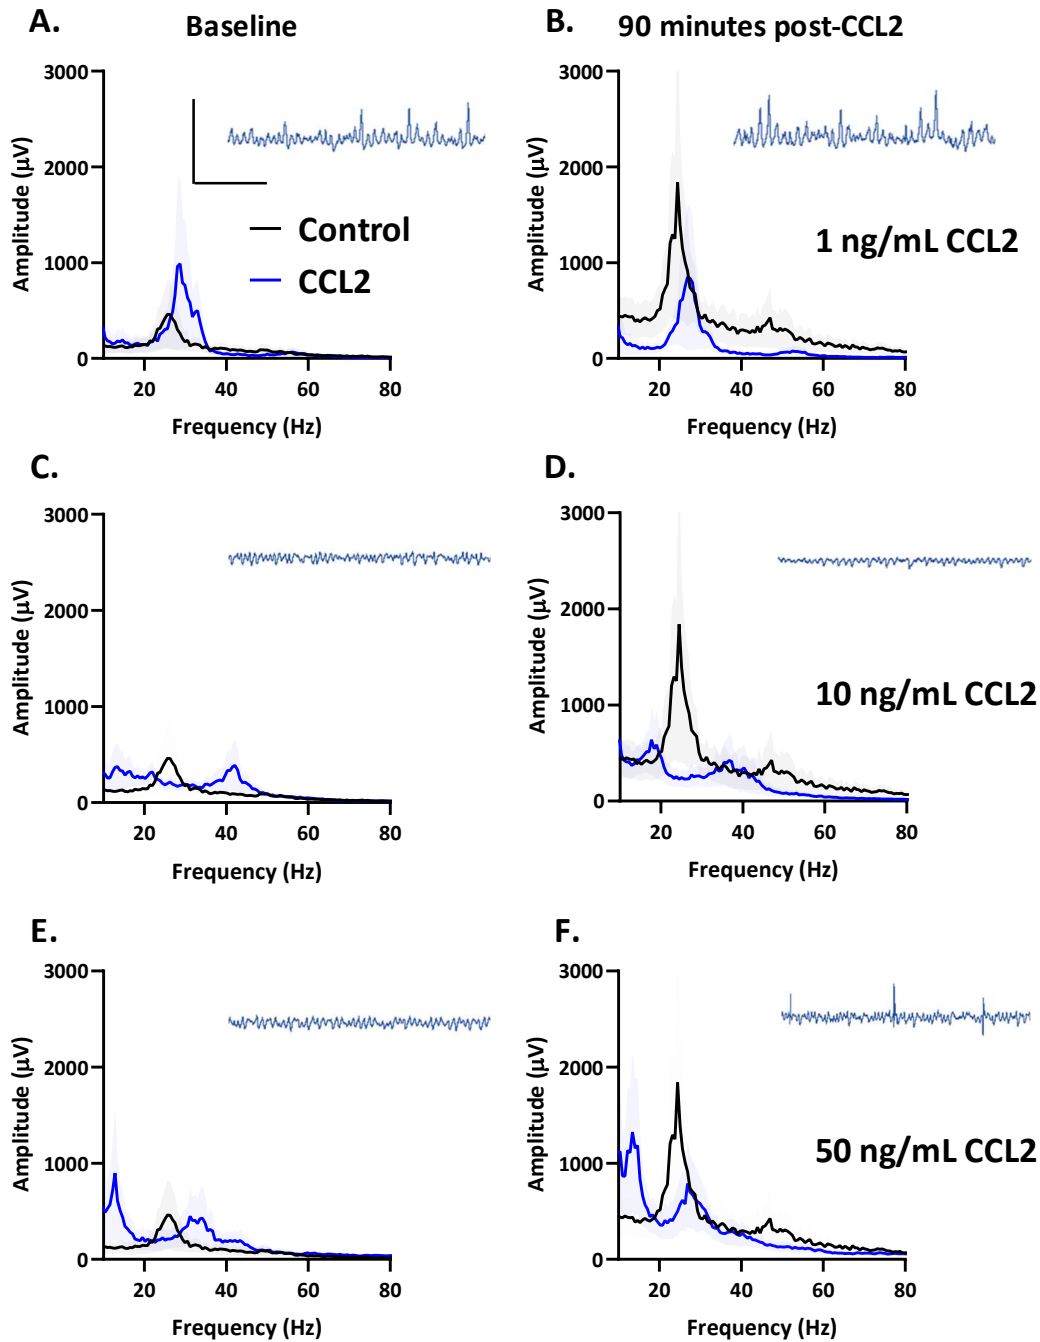 A.
Baseline
B.
90 minutes post-CCL2
3000
2000
1000
0
Amplitude (µV)
Control
CCL2
20
40
60
80
Frequency (Hz)
3000
2000
1000
0
Amplitude (µV)
1 ng/mL CCL2
20
40
60
80
Frequency (Hz)
C.
3000
2000
1000
0
Amplitude (µV)
20
40
60
80
Frequency (Hz)
D.
3000
2000
1000
0
Amplitude (µV)
10 ng/mL CCL2
20
40
60
80
Frequency (Hz)
E.
3000
2000
1000
0
Amplitude (µV)
20
40
60
80
Frequency (Hz)
F.
3000
2000
1000
0
Amplitude (µV)
50 ng/mL CCL2
20
40
60
80
Frequency (Hz)